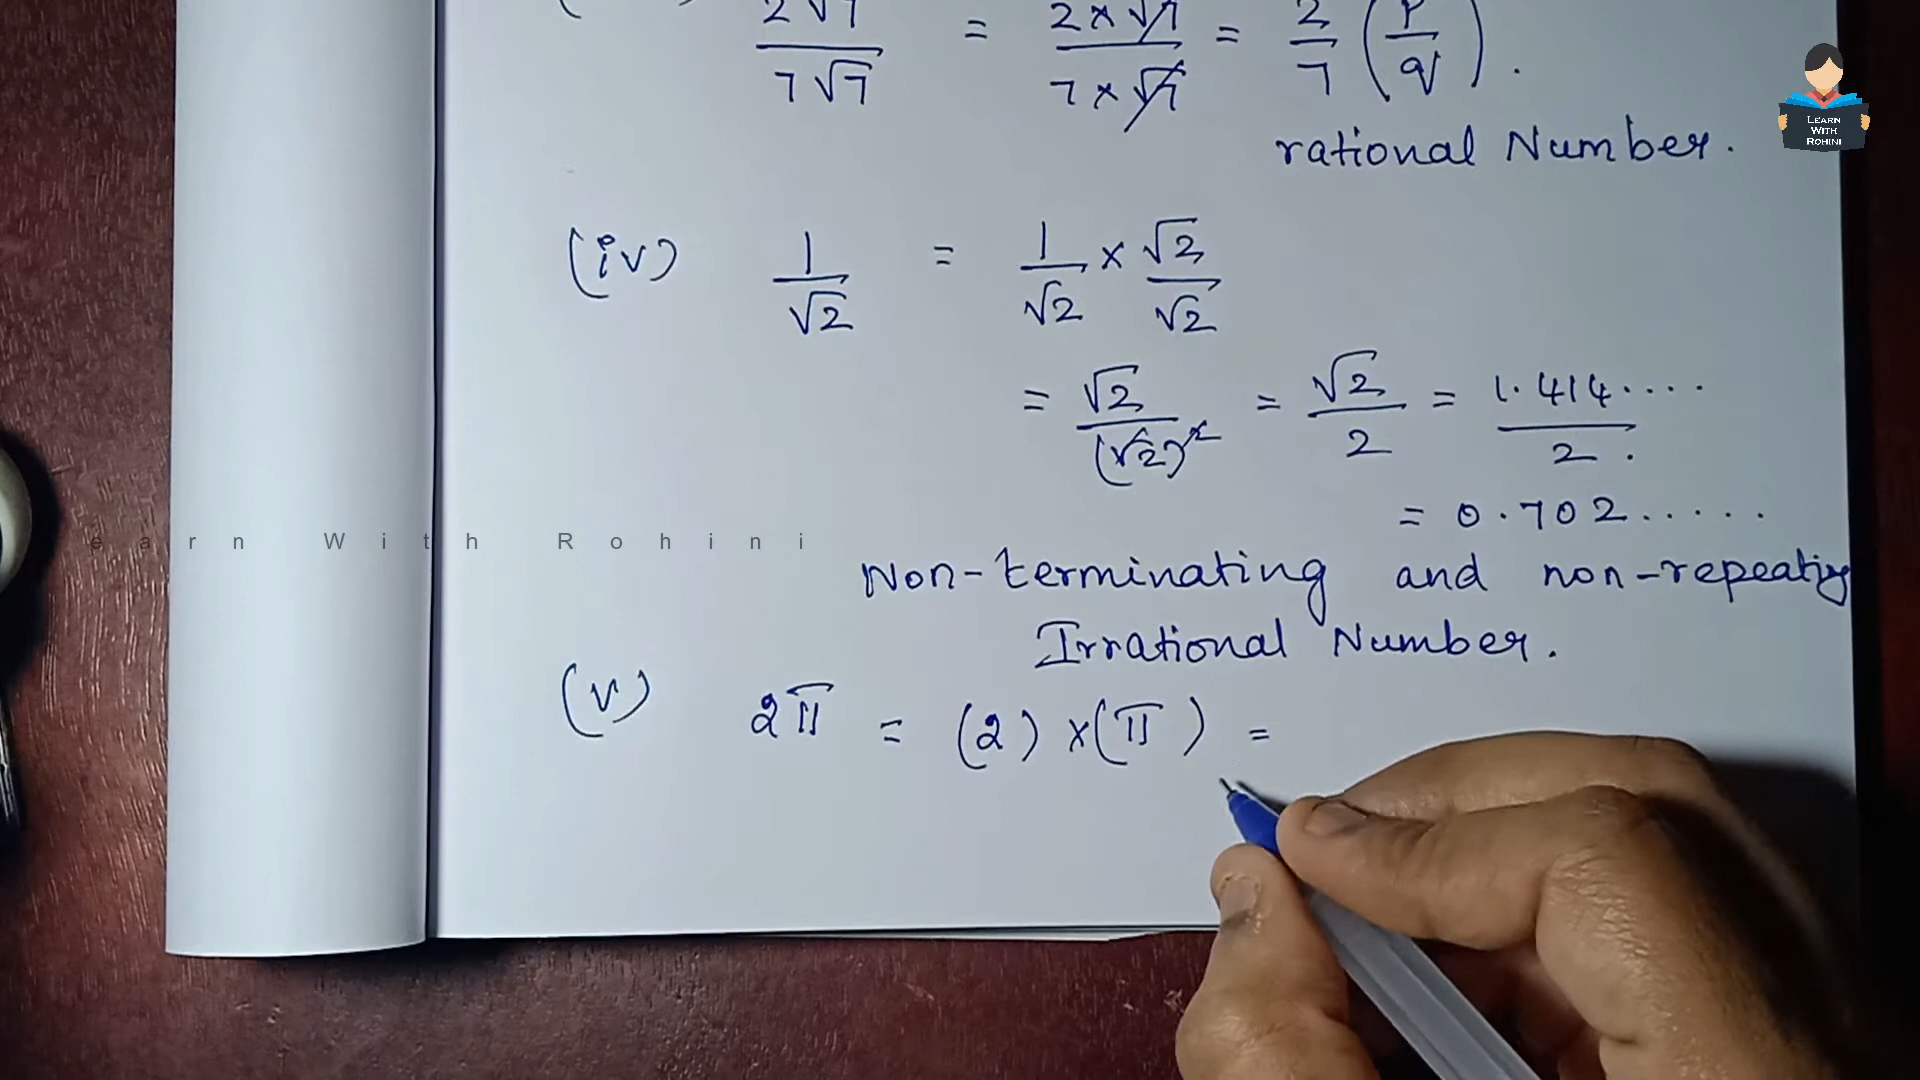 2√7 / 7√7 = 2×√7 / 7×√7 = 2/7 (P/q).
rational Number.
LEARN
WITH
ROHINI
(iv) 1/√2 = 1/√2 × √2/√2
= √2/(√2)² = √2/2 = 1.414..../2.
= 0.702.....
earn With Rohini
Non-terminating and non-repeating
Irrational Number.
(v) 2π = (2) ×(π) =